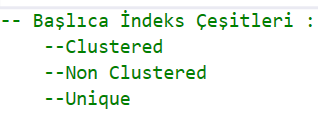 -- Başlıca İndeks Çeşitleri :
--Clustered
--Non Clustered
--Unique